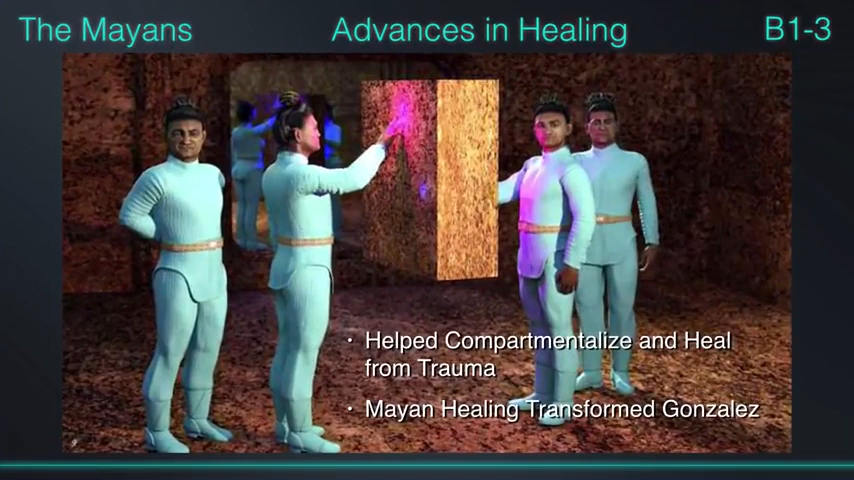 The Mayans
Advances in Healing
B1-3
• Helped Compartmentalize and Heal
from Trauma
• Mayan Healing Transformed Gonzalez